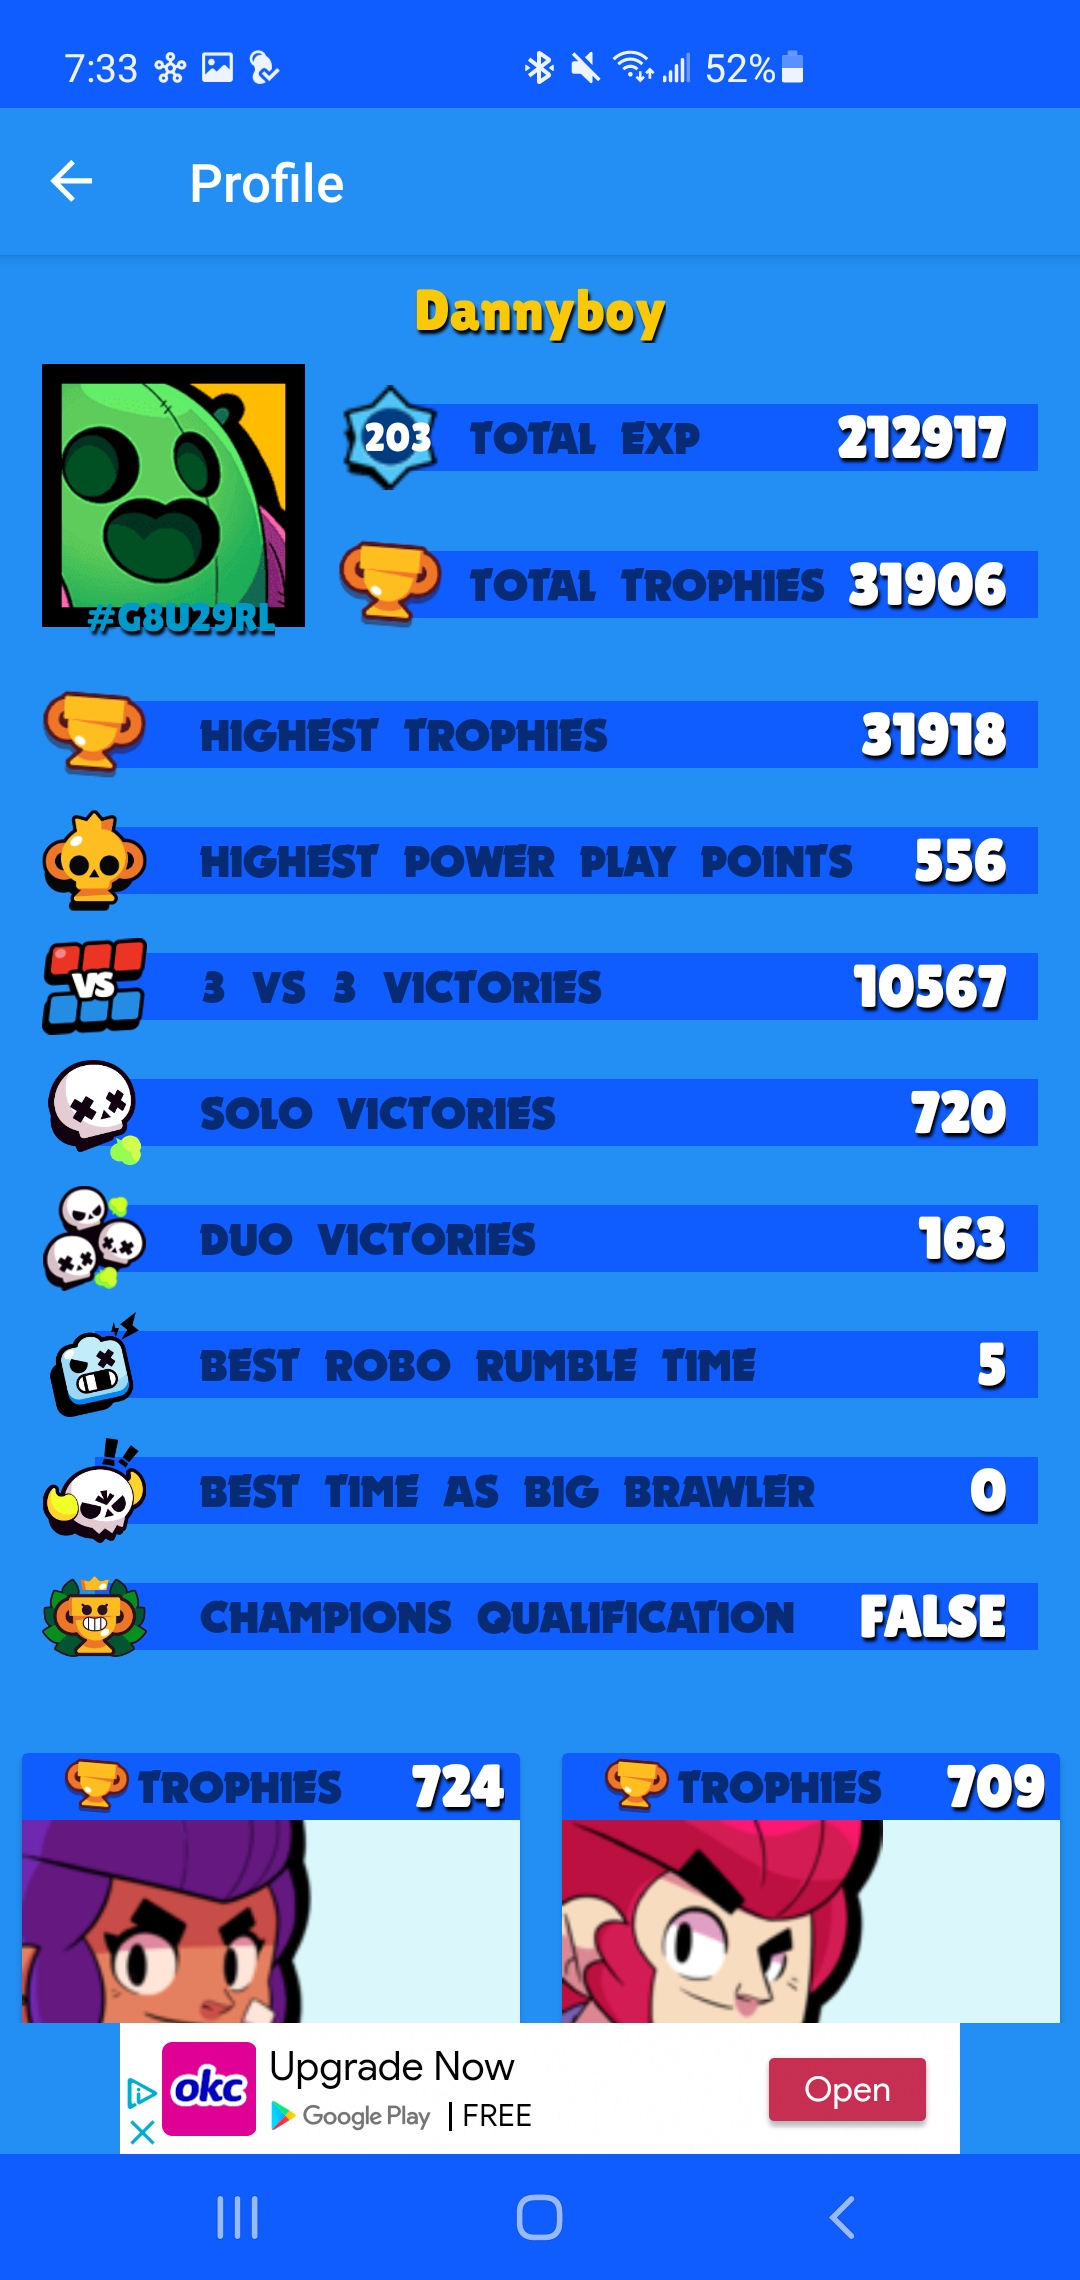 7:33 52%
Profile
Dannyboy
203 TOTAL EXP 212917
TOTAL TROPHIES 31906
#G8U29RL
HIGHEST TROPHIES 31918
HIGHEST POWER PLAY POINTS 556
VS 3 VS 3 VICTORIES 10567
SOLO VICTORIES 720
DUO VICTORIES 163
BEST ROBO RUMBLE TIME 5
BEST TIME AS BIG BRAWLER 0
CHAMPIONS QUALIFICATION FALSE
TROPHIES 724
TROPHIES 709
okc Upgrade Now
Google Play | FREE
Open